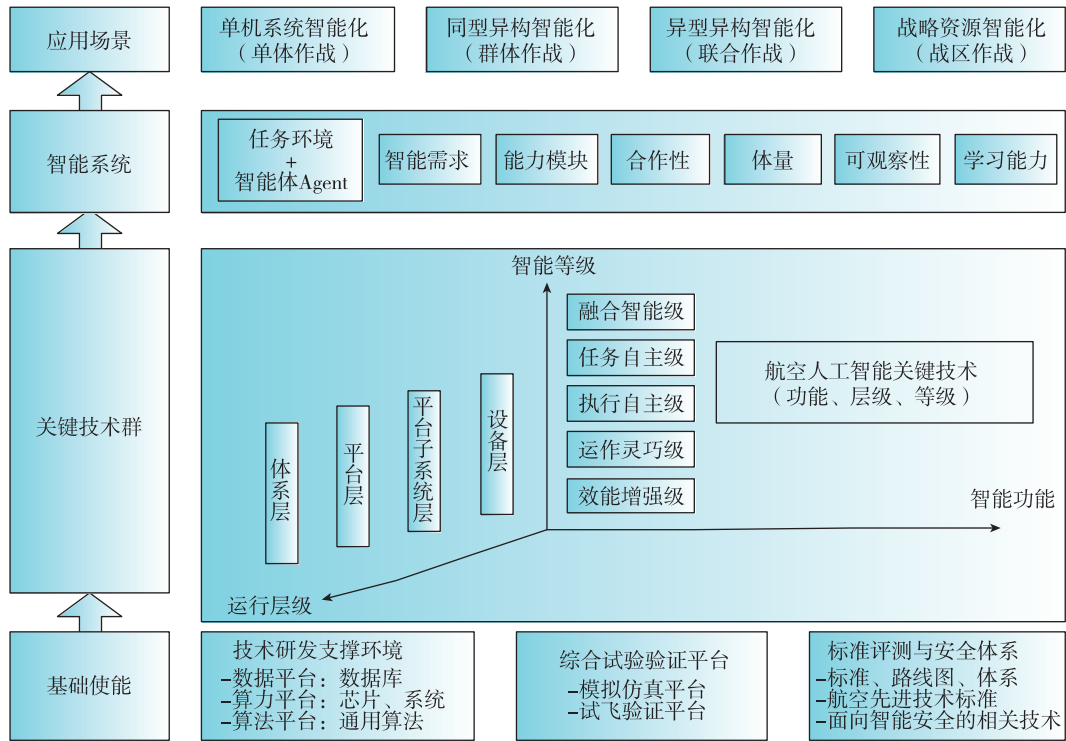 应用场景
单机系统智能化
（单体作战）
同型异构智能化
（群体作战）
异型异构智能化
（联合作战）
战略资源智能化
（战区作战）
智能系统
任务环境
+
智能体Agent
智能需求
能力模块
合作性
体量
可观察性
学习能力
关键技术群
智能等级
融合智能级
任务自主级
执行自主级
运作灵巧级
效能增强级
航空人工智能关键技术
（功能、层级、等级）
设备层
平台子系统层
平台层
体系层
智能功能
运行层级
基础使能
技术研发支撑环境
–数据平台：数据库
–算力平台：芯片、系统
–算法平台：通用算法
综合试验验证平台
–模拟仿真平台
–试飞验证平台
标准评测与安全体系
–标准、路线图、体系
–航空先进技术标准
–面向智能安全的相关技术